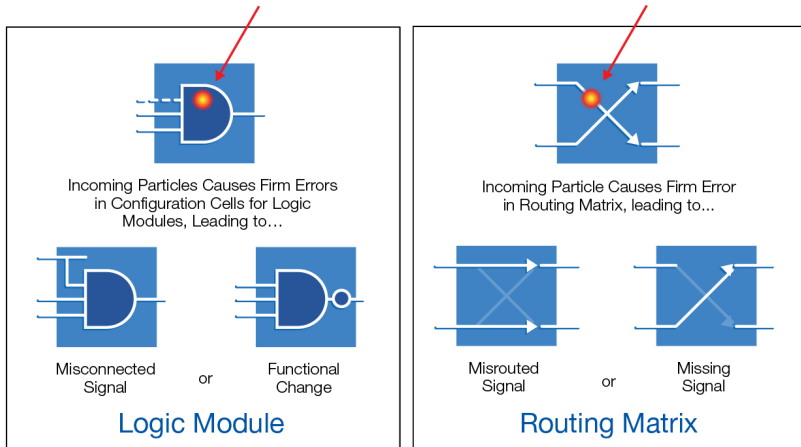 Incoming Particles Causes Firm Errors
in Configuration Cells for Logic
Modules, Leading to…
Misconnected
Signal
or
Functional
Change
Logic Module
Incoming Particle Causes Firm Error
in Routing Matrix, leading to...
Misrouted
Signal
or
Missing
Signal
Routing Matrix